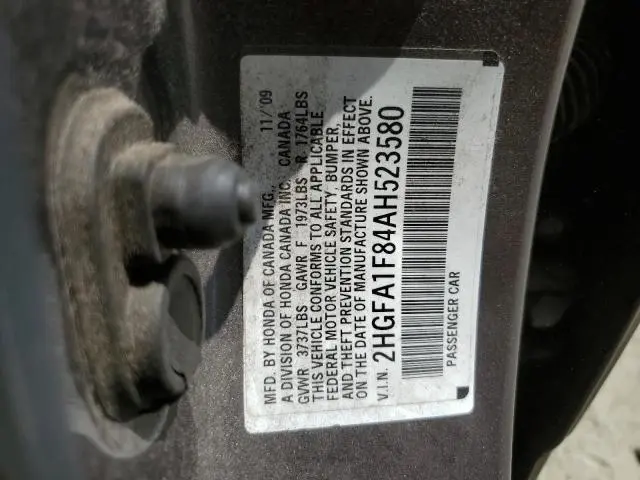 MFD. BY HONDA OF CANADA MFG., 11/'09
A DIVISION OF HONDA CANADA INC., CANADA
GVWR 3737LBS GAWR F 1973LBS R 1764LBS
THIS VEHICLE CONFORMS TO ALL APPLICABLE
FEDERAL MOTOR VEHICLE SAFETY, BUMPER,
AND THEFT PREVENTION STANDARDS IN EFFECT
ON THE DATE OF MANUFACTURE SHOWN ABOVE.
V.I.N. 2HGFA1F84AH523580
PASSENGER CAR